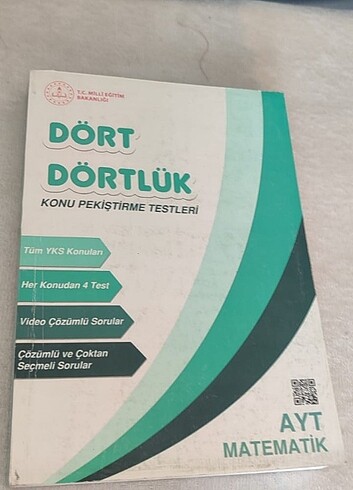 T.C. MİLLÎ EĞİTİM
BAKANLIĞI
DÖRT
DÖRTLÜK
KONU PEKİŞTİRME TESTLERİ
Tüm YKS Konuları
Her Konudan 4 Test
Video Çözümlü Sorular
Çözümlü ve Çoktan
Seçmeli Sorular
AYT
MATEMATİK